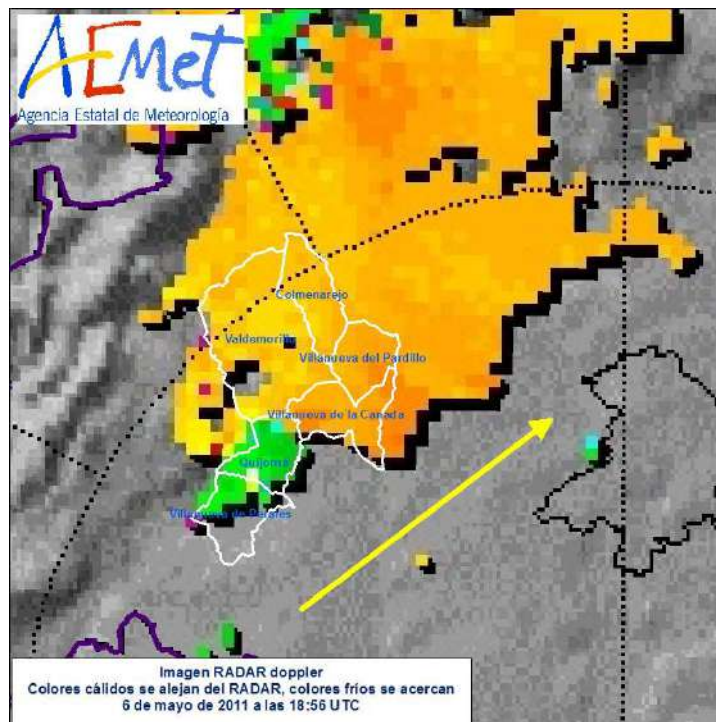 AEMet
Agencia Estatal de Meteorología
Colmenarejo
Valdemorillo
Villanueva del Pardillo
Villanueva de la Canada
Quijorna
Villanueva de Perales
Imagen RADAR doppler
Colores cálidos se alejan del RADAR, colores fríos se acercan
6 de mayo de 2011 a las 18:56 UTC